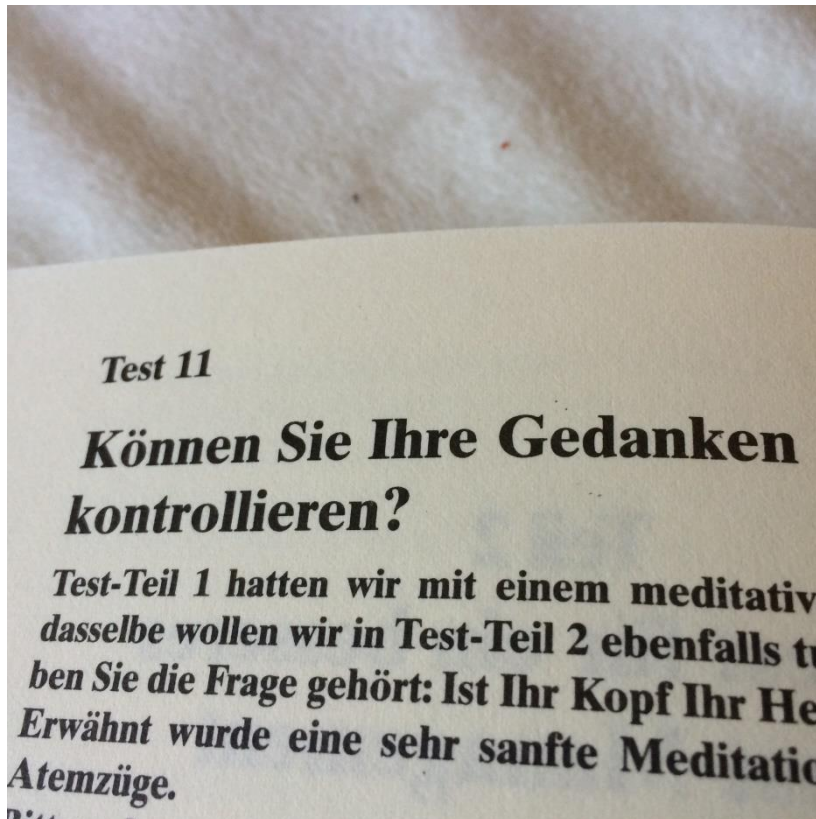 Test 11
Können Sie Ihre Gedanken
kontrollieren?
Test-Teil 1 hatten wir mit einem meditativ
dasselbe wollen wir in Test-Teil 2 ebenfalls
ben Sie die Frage gehört: Ist Ihr Kopf Ihr
Erwähnt wurde eine sehr sanfte
Atemzüge.